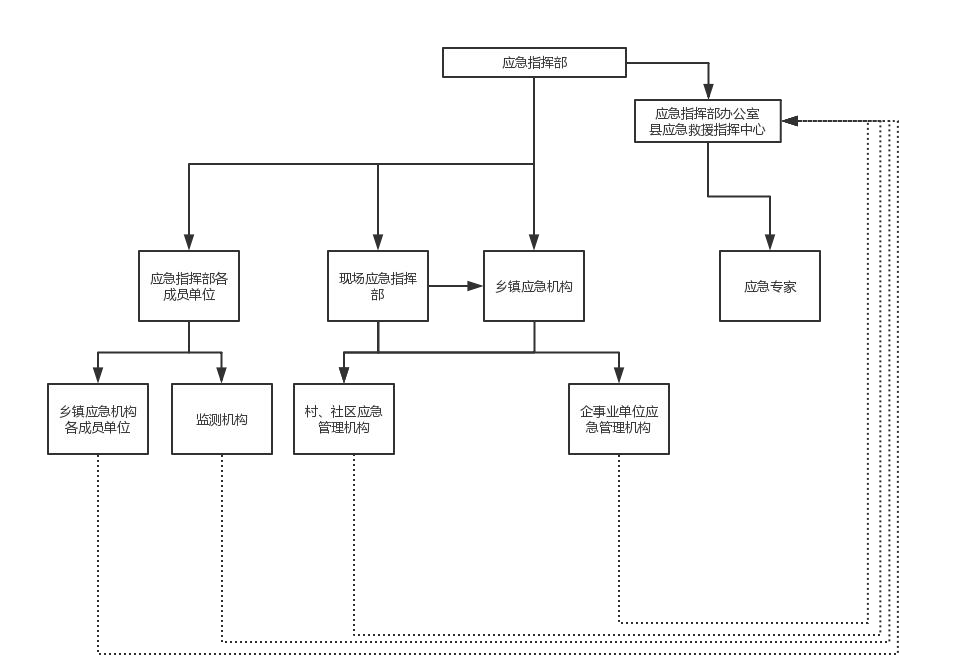 应急指挥部
应急指挥部办公室
县应急救援指挥中心
应急指挥部各
成员单位
现场应急指挥
部
乡镇应急机构
应急专家
乡镇应急机构
各成员单位
监测机构
村、社区应急
管理机构
企事业单位应
急管理机构